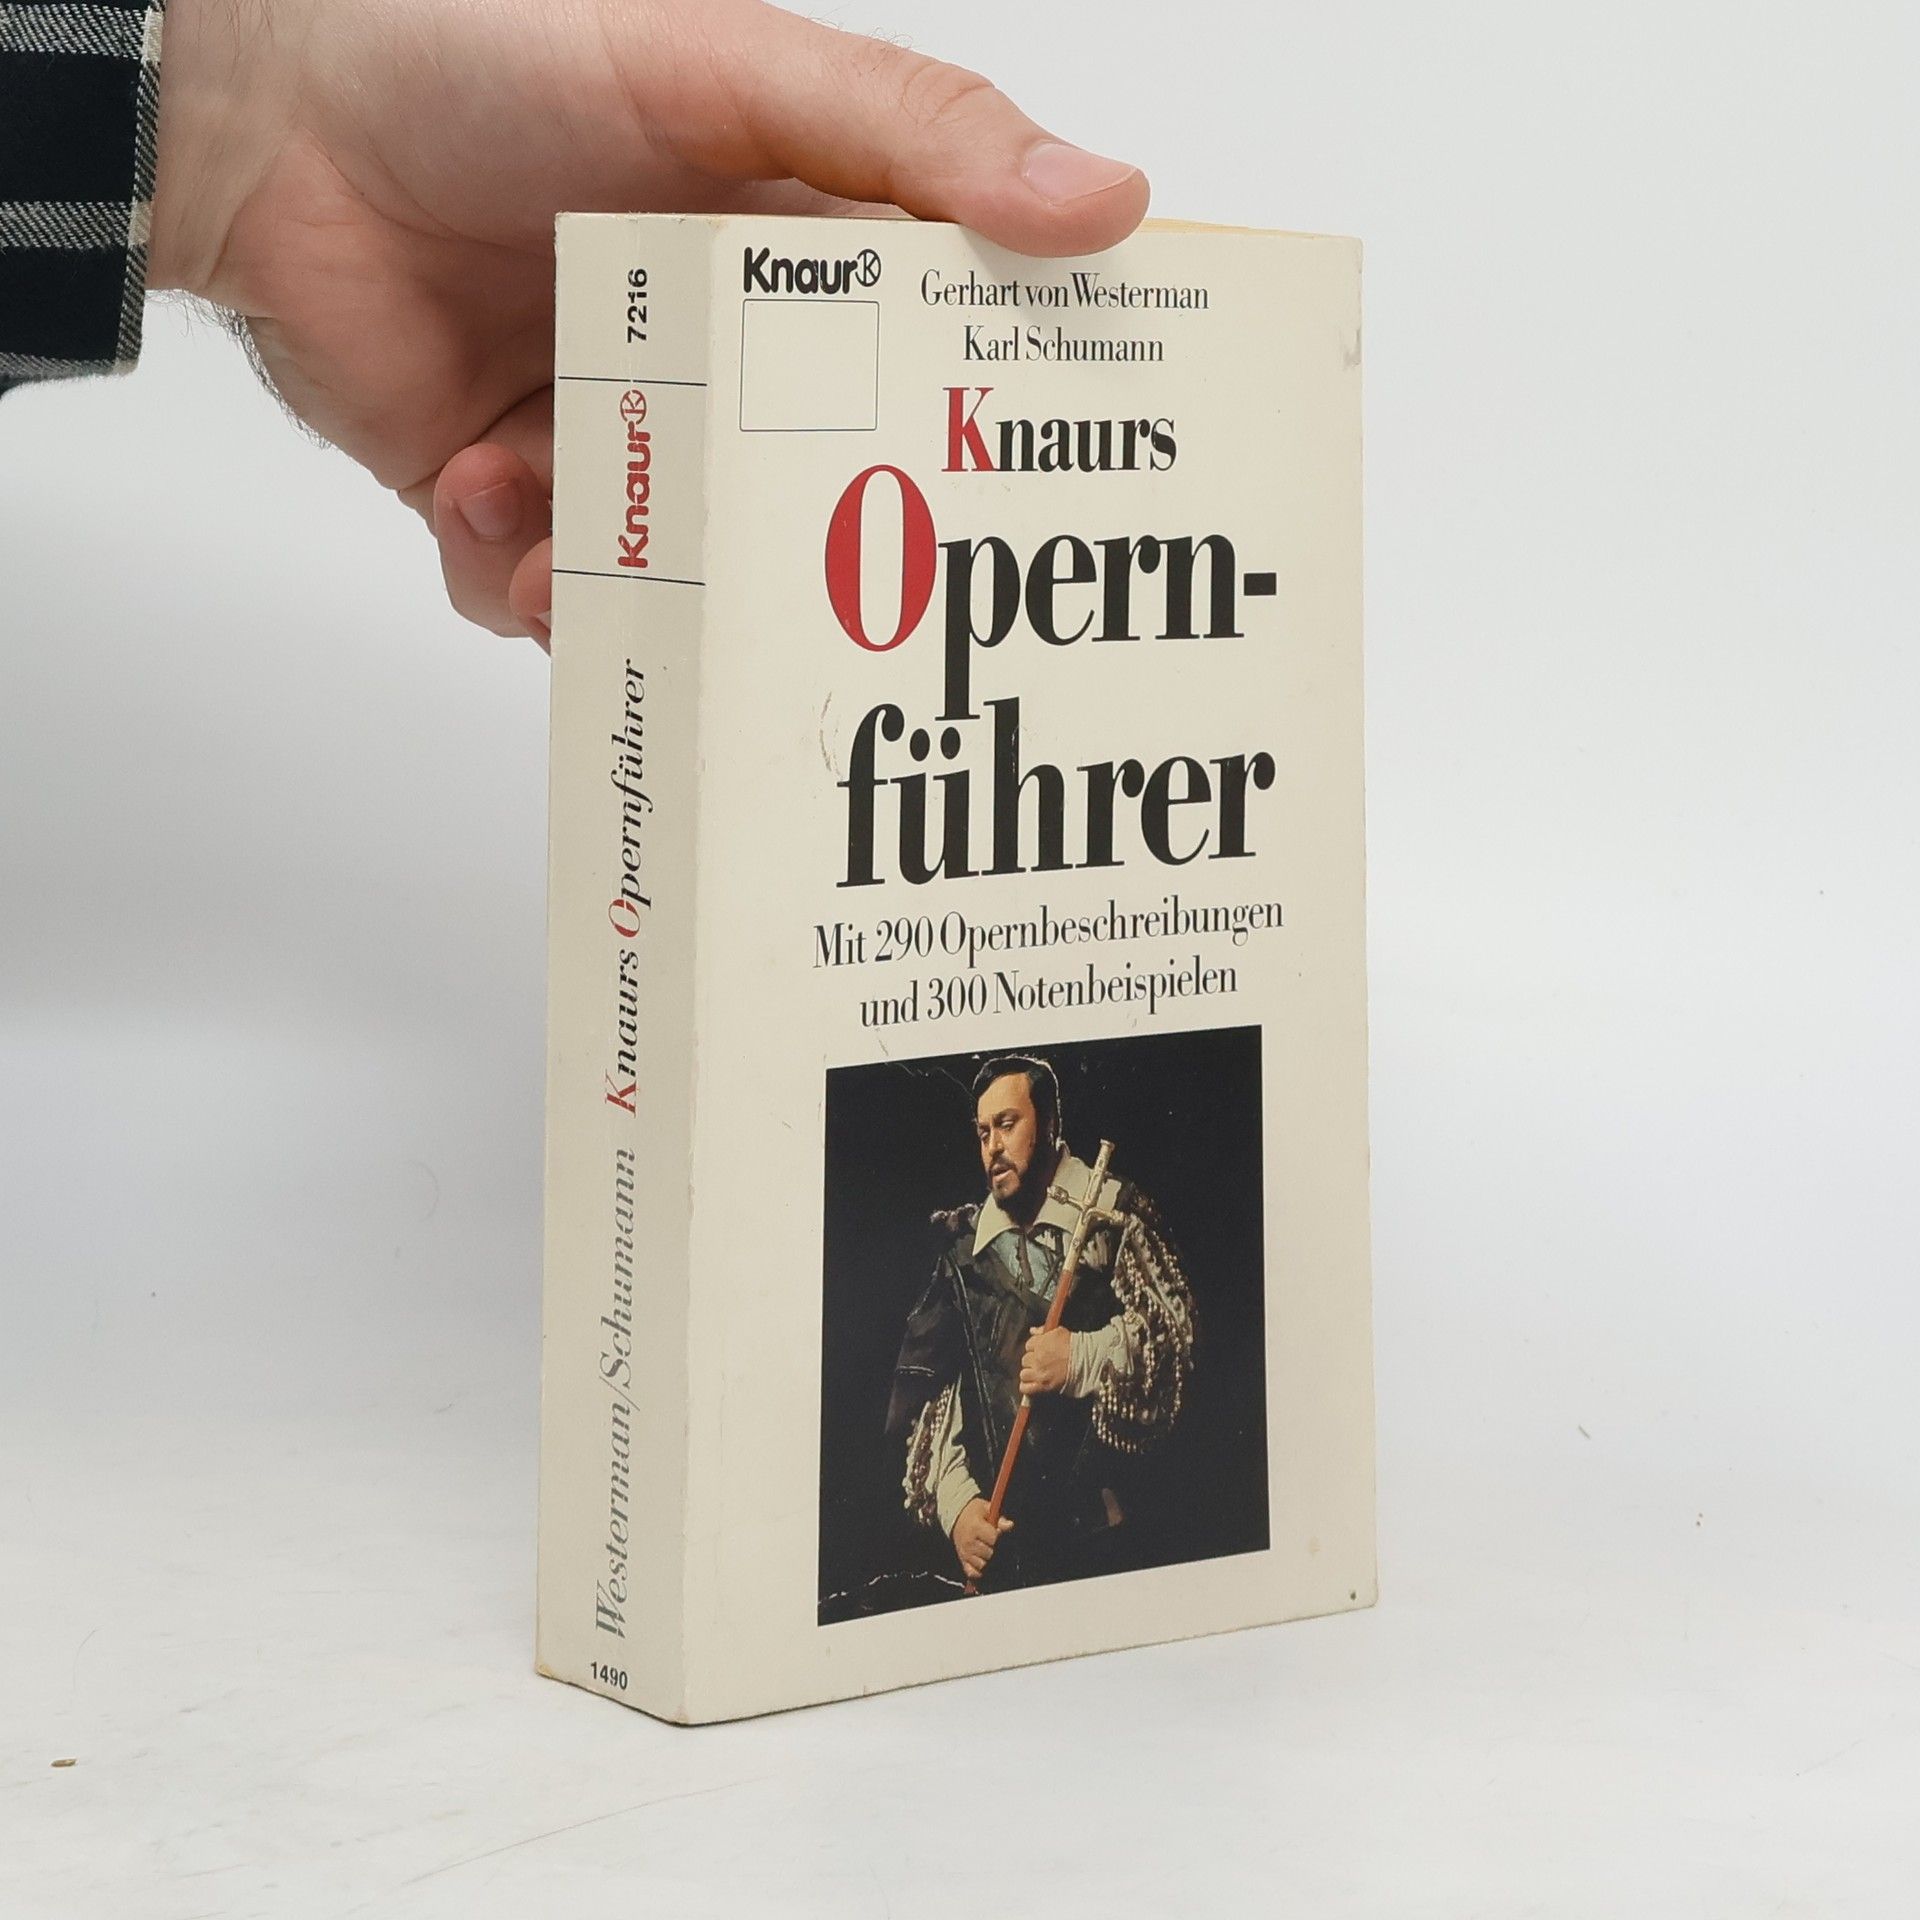 7216
Knaur
Knaurs Opernführer
Westerman/Schumann
1490
Knaur
Gerhart von Westerman
Karl Schumann
Knaurs
Opern-
führer
Mit 290 Opernbeschreibungen
und 300 Notenbeispielen